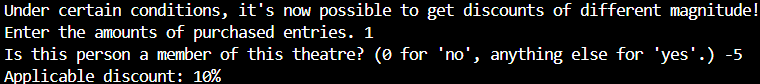 Under certain conditions, it's now possible to get discounts of different magnitude!
Enter the amounts of purchased entries. 1
Is this person a member of this theatre? (0 for 'no', anything else for 'yes'.) -5
Applicable discount: 10%